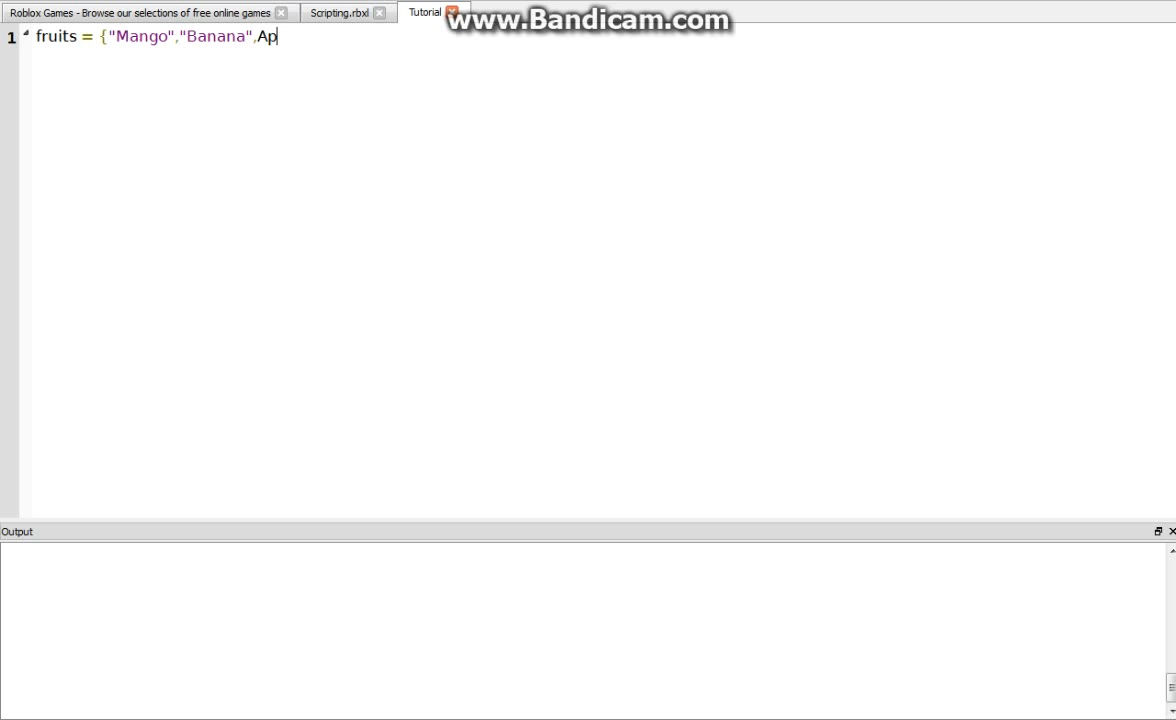 Roblox Games - Browse our selections of free online games
Scripting.rbxl
Tutorial
www.Bandicam.com
1 fruits = {"Mango","Banana",Ap
Output